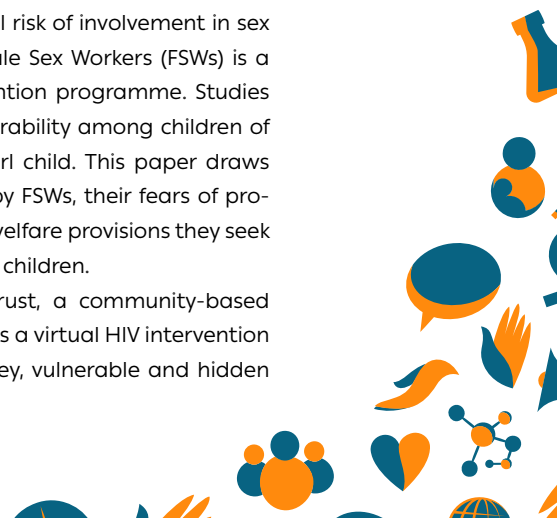 l risk of involvement in sex
le Sex Workers (FSWs) is a
ntion programme. Studies
rability among children of
rl child. This paper draws
by FSWs, their fears of pro-
velfare provisions they seek
children.
rust, a community-based
s a virtual HIV intervention
ey, vulnerable and hidden